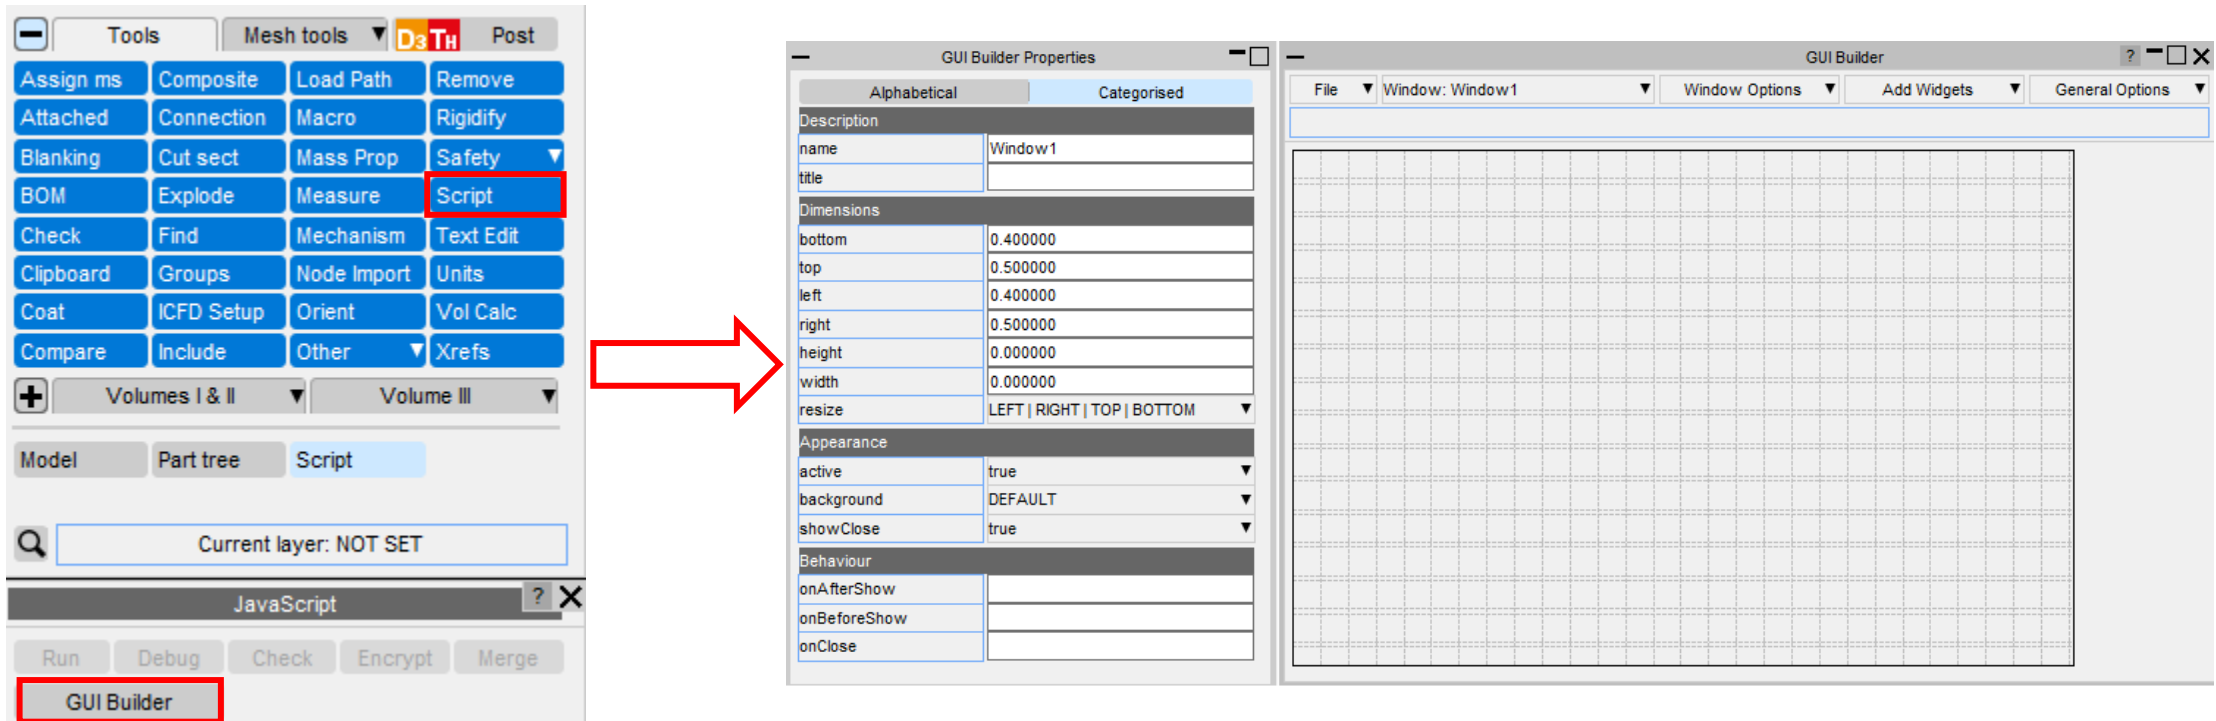 Tools Mesh tools D3 TH Post
Assign ms Composite Load Path Remove
Attached Connection Macro Rigidify
Blanking Cut sect Mass Prop Safety
BOM Explode Measure Script
Check Find Mechanism Text Edit
Clipboard Groups Node Import Units
Coat ICFD Setup Orient Vol Calc
Compare Include Other Xrefs
Volumes I & II Volume III
Model Part tree Script
Current layer: NOT SET
JavaScript ?
Run Debug Check Encrypt Merge
GUI Builder
GUI Builder Properties
Alphabetical Categorised
Description
name Window1
title
Dimensions
bottom 0.400000
top 0.500000
left 0.400000
right 0.500000
height 0.000000
width 0.000000
resize LEFT | RIGHT | TOP | BOTTOM
Appearance
active true
background DEFAULT
showClose true
Behaviour
onAfterShow
onBeforeShow
onClose
GUI Builder ?
File Window: Window1 Window Options Add Widgets General Options